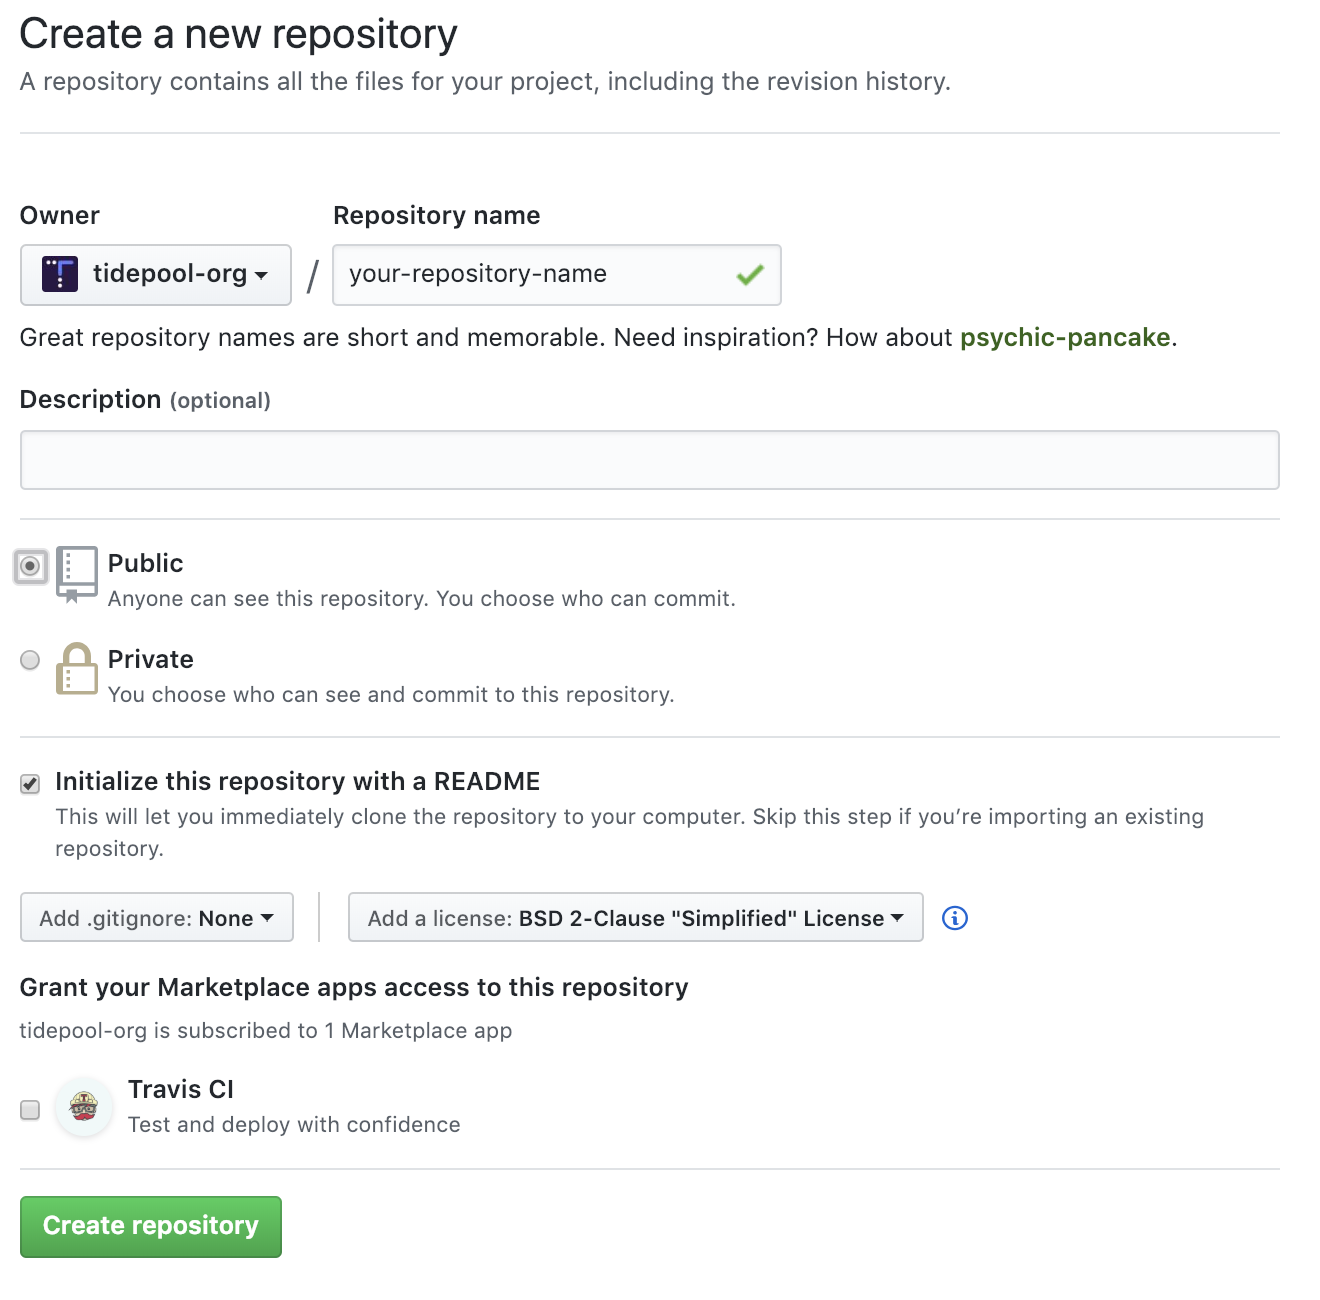 Create a new repository
A repository contains all the files for your project, including the revision history.
Owner
Repository name
tidepool-org
/
your-repository-name
Great repository names are short and memorable. Need inspiration? How about psychic-pancake.
Description (optional)
Public
Anyone can see this repository. You choose who can commit.
Private
You choose who can see and commit to this repository.
Initialize this repository with a README
This will let you immediately clone the repository to your computer. Skip this step if you’re importing an existing
repository.
Add .gitignore: None
Add a license: BSD 2-Clause "Simplified" License
Grant your Marketplace apps access to this repository
tidepool-org is subscribed to 1 Marketplace app
Travis CI
Test and deploy with confidence
Create repository